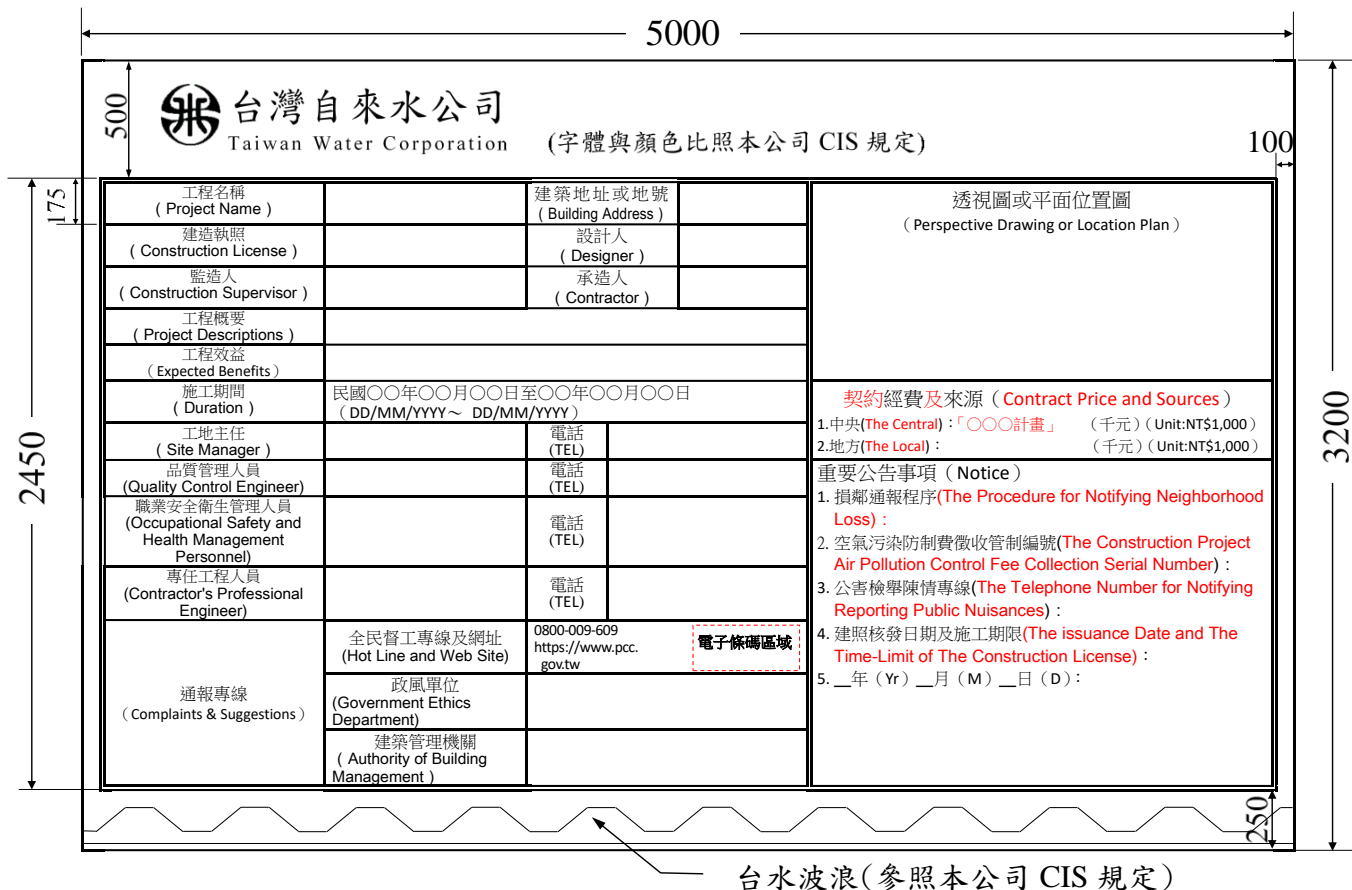 5000
500
台灣自來水公司
Taiwan Water Corporation
(字體與顏色比照本公司 CIS 規定)
100
175
2450
3200
工程名稱
( Project Name )
建築地址或地號
( Building Address )
建造執照
( Construction License )
設計人
( Designer )
監造人
( Construction Supervisor )
承造人
( Contractor )
工程概要
( Project Descriptions )
工程效益
（Expected Benefits）
施工期間
( Duration )
民國〇〇年〇〇月〇〇日至〇〇年〇〇月〇〇日
（DD/MM/YYYY～ DD/MM/YYYY）
工地主任
( Site Manager )
電話
(TEL)
品質管理人員
(Quality Control Engineer)
電話
(TEL)
職業安全衛生管理人員
(Occupational Safety and
Health Management
Personnel)
電話
(TEL)
專任工程人員
(Contractor's Professional
Engineer)
電話
(TEL)
通報專線
（Complaints & Suggestions）
全民督工專線及網址
(Hot Line and Web Site)
0800-009-609
https://www.pcc.
gov.tw
電子條碼區域
政風單位
(Government Ethics
Department)
建築管理機關
( Authority of Building
Management )
透視圖或平面位置圖
（Perspective Drawing or Location Plan）
契約經費及來源（Contract Price and Sources）
1.中央(The Central)：「〇〇〇計畫」 （千元）（Unit:NT$1,000）
2.地方(The Local)： （千元）（Unit:NT$1,000）
重要公告事項（Notice）
1. 損鄰通報程序(The Procedure for Notifying Neighborhood
Loss)：
2. 空氣污染防制費徵收管制編號(The Construction Project
Air Pollution Control Fee Collection Serial Number)：
3. 公害檢舉陳情專線(The Telephone Number for Notifying
Reporting Public Nuisances)：
4. 建照核發日期及施工期限(The issuance Date and The
Time-Limit of The Construction License)：
5. __年（Yr）__月（M）__日（D）：
250
台水波浪(參照本公司 CIS 規定)